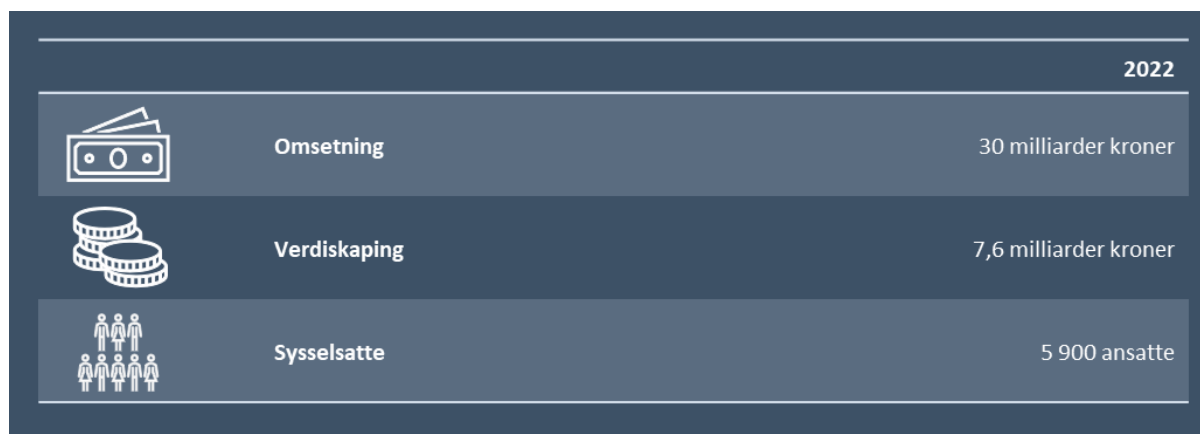 2022
Omsetning 30 milliarder kroner
Verdiskaping 7,6 milliarder kroner
Sysselsatte 5 900 ansatte